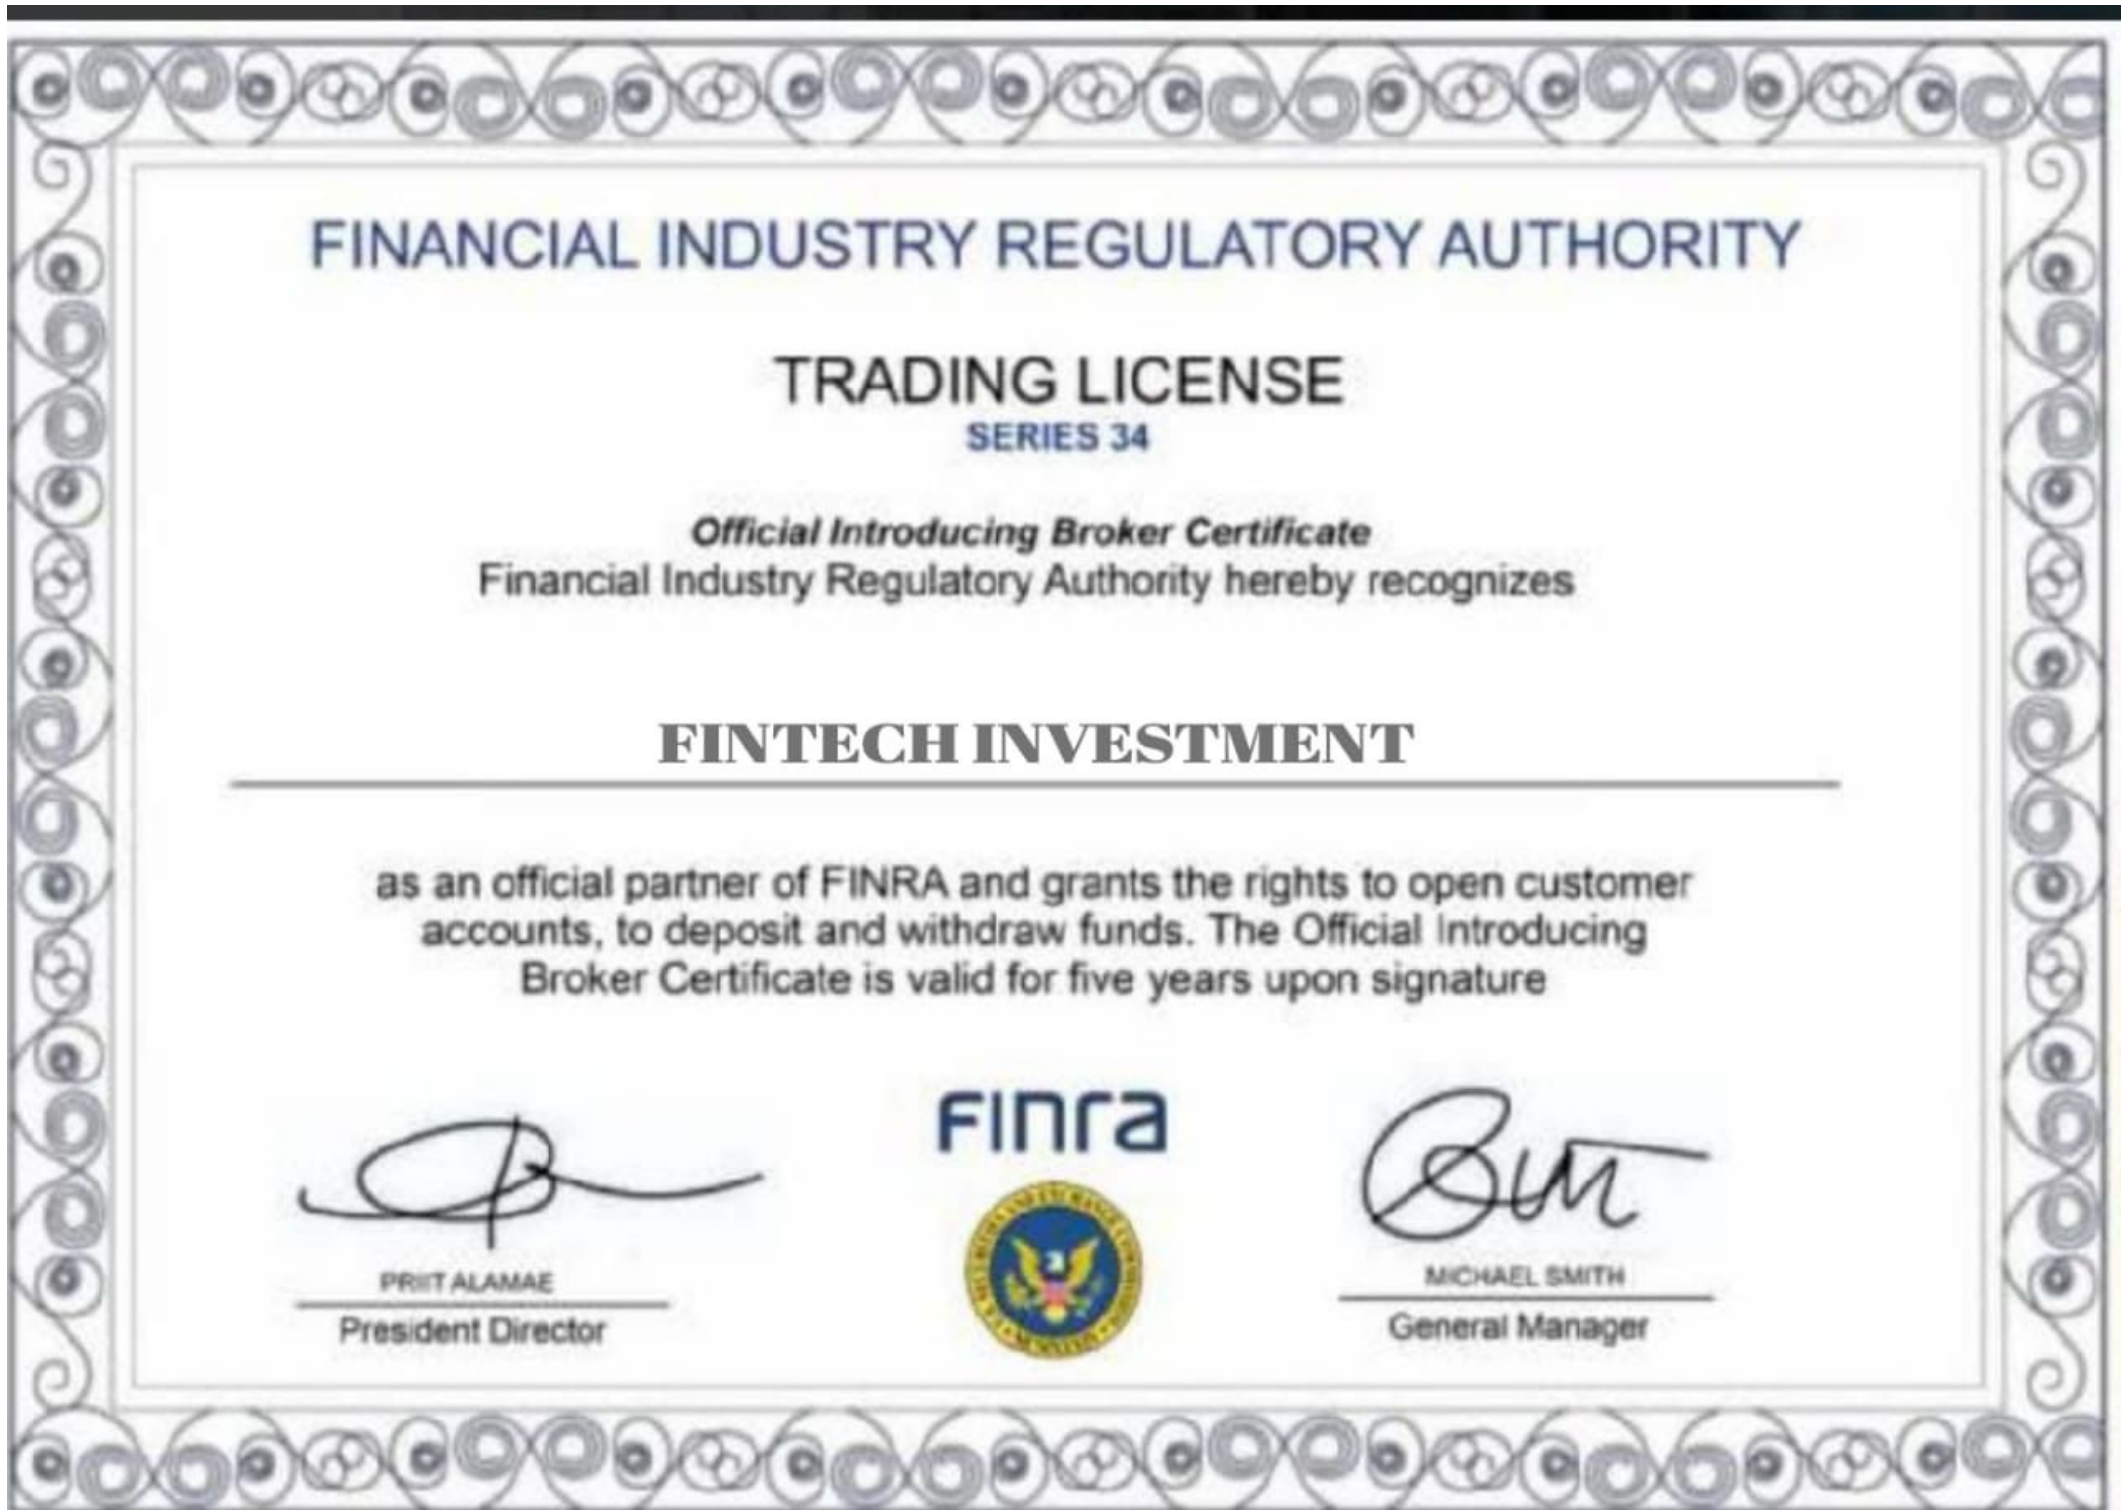 FINANCIAL INDUSTRY REGULATORY AUTHORITY
TRADING LICENSE
SERIES 34
Official Introducing Broker Certificate
Financial Industry Regulatory Authority hereby recognizes
FINTECH INVESTMENT
as an official partner of FINRA and grants the rights to open customer
accounts, to deposit and withdraw funds. The Official Introducing
Broker Certificate is valid for five years upon signature
FINra
PRIIT ALAMAE
President Director
MICHAEL SMITH
General Manager